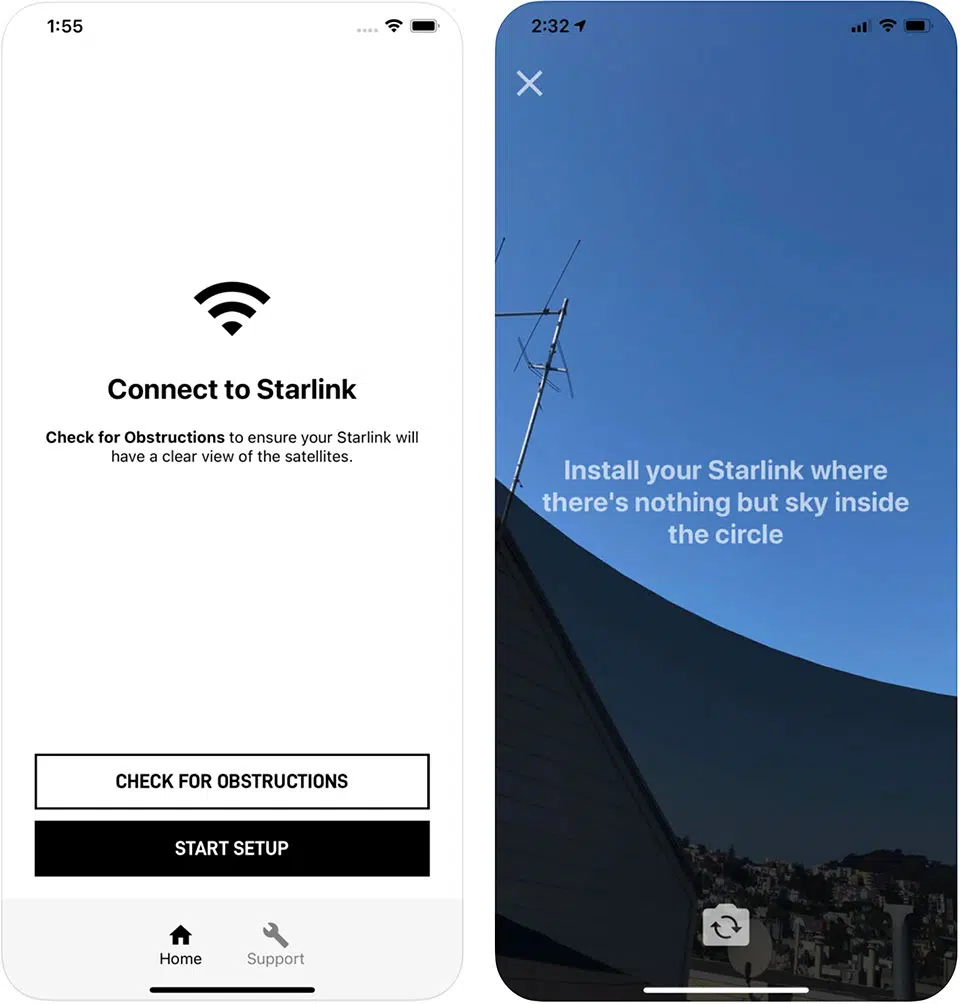 1:55
Connect to Starlink
Check for Obstructions to ensure your Starlink will
have a clear view of the satellites.
CHECK FOR OBSTRUCTIONS
START SETUP
Home
Support
2:32
Install your Starlink where
there's nothing but sky inside
the circle